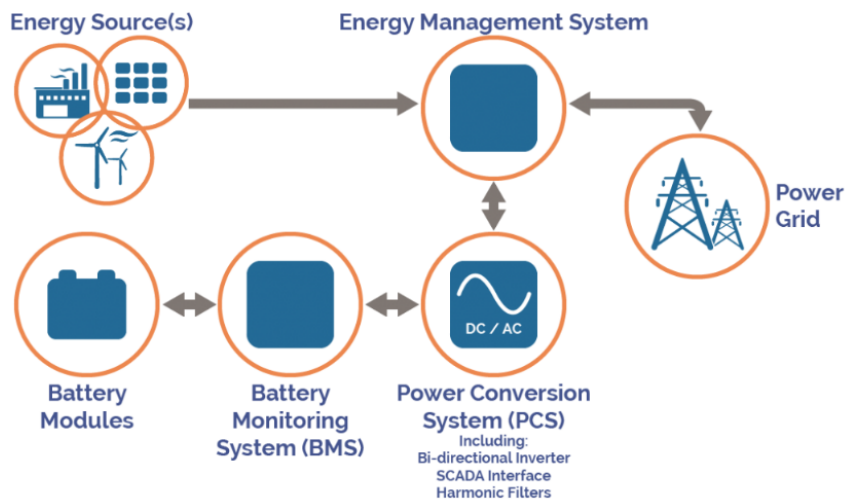 Energy Source(s)
Energy Management System
Power
Grid
DC / AC
Battery
Modules
Battery
Monitoring
System (BMS)
Power Conversion
System (PCS)
Including:
Bi-directional Inverter
SCADA Interface
Harmonic Filters